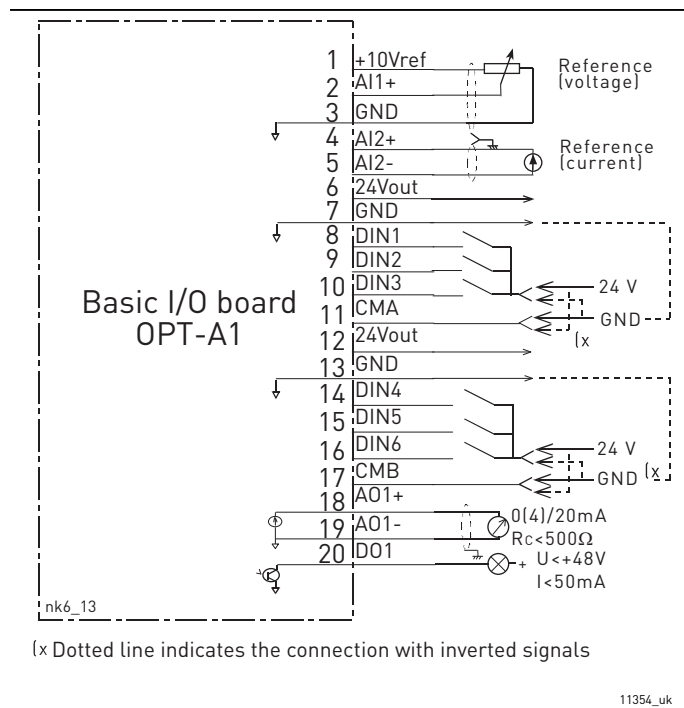 1 +10Vref
2 AI1+
3 GND
4 AI2+
5 AI2-
6 24Vout
7 GND
8 DIN1
9 DIN2
10 DIN3
11 CMA
12 24Vout
13 GND
14 DIN4
15 DIN5
16 DIN6
17 CMB
18 AO1+
19 AO1-
20 DO1
Basic I/O board
OPT-A1
Reference
(voltage)
Reference
(current)
24 V
GND
(x
24 V
GND (x
0(4)/20mA
Rc<500Ω
+ U<+48V
I<50mA
nk6_13
(x Dotted line indicates the connection with inverted signals
11354_uk